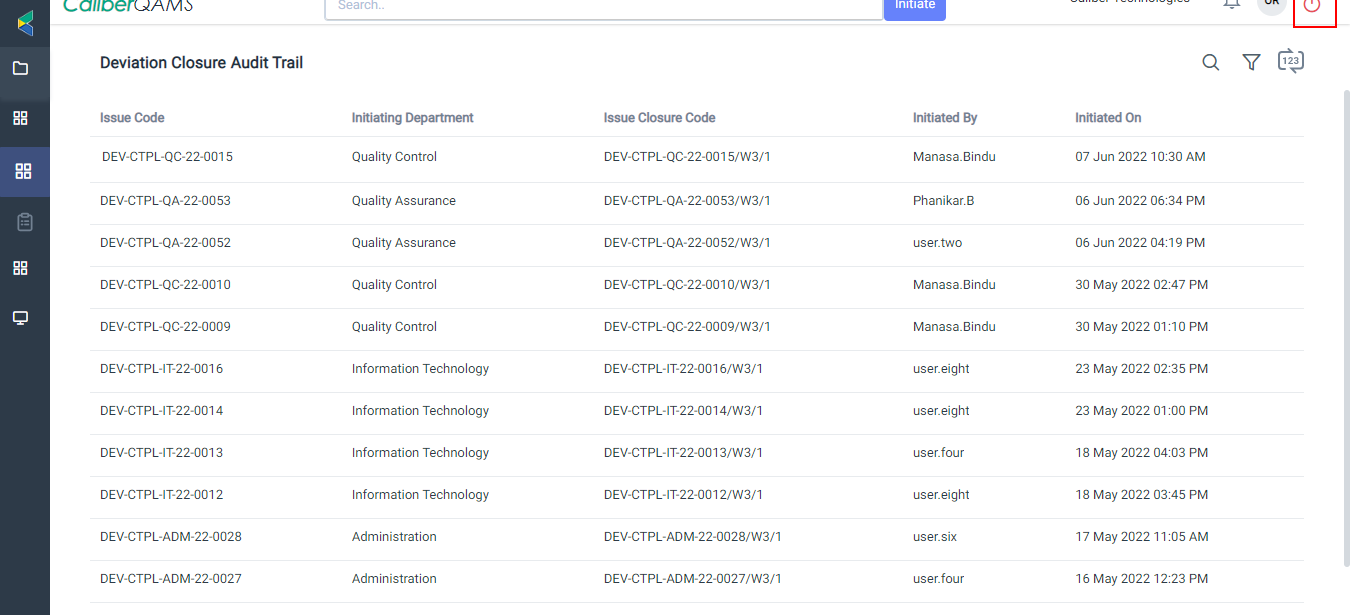 CaliberQAMS Search.. Initiate Caliber Technologies UR
Deviation Closure Audit Trail 123
Issue Code Initiating Department Issue Closure Code Initiated By Initiated On
DEV-CTPL-QC-22-0015 Quality Control DEV-CTPL-QC-22-0015/W3/1 Manasa.Bindu 07 Jun 2022 10:30 AM
DEV-CTPL-QA-22-0053 Quality Assurance DEV-CTPL-QA-22-0053/W3/1 Phanikar.B 06 Jun 2022 06:34 PM
DEV-CTPL-QA-22-0052 Quality Assurance DEV-CTPL-QA-22-0052/W3/1 user.two 06 Jun 2022 04:19 PM
DEV-CTPL-QC-22-0010 Quality Control DEV-CTPL-QC-22-0010/W3/1 Manasa.Bindu 30 May 2022 02:47 PM
DEV-CTPL-QC-22-0009 Quality Control DEV-CTPL-QC-22-0009/W3/1 Manasa.Bindu 30 May 2022 01:10 PM
DEV-CTPL-IT-22-0016 Information Technology DEV-CTPL-IT-22-0016/W3/1 user.eight 23 May 2022 02:35 PM
DEV-CTPL-IT-22-0014 Information Technology DEV-CTPL-IT-22-0014/W3/1 user.eight 23 May 2022 01:00 PM
DEV-CTPL-IT-22-0013 Information Technology DEV-CTPL-IT-22-0013/W3/1 user.four 18 May 2022 04:03 PM
DEV-CTPL-IT-22-0012 Information Technology DEV-CTPL-IT-22-0012/W3/1 user.eight 18 May 2022 03:45 PM
DEV-CTPL-ADM-22-0028 Administration DEV-CTPL-ADM-22-0028/W3/1 user.six 17 May 2022 11:05 AM
DEV-CTPL-ADM-22-0027 Administration DEV-CTPL-ADM-22-0027/W3/1 user.four 16 May 2022 12:23 PM